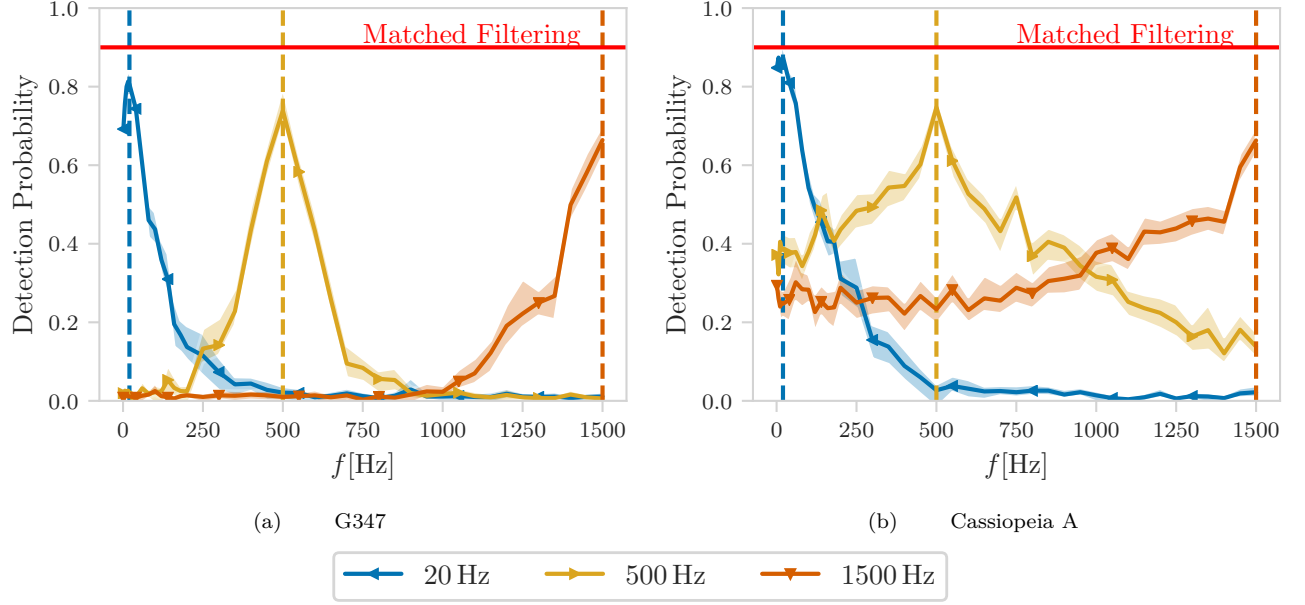 Matched Filtering
Detection Probability
1.0
0.8
0.6
0.4
0.2
0.0
0
250
500
750
1000
1250
1500
f[Hz]
(a) G347
Matched Filtering
Detection Probability
1.0
0.8
0.6
0.4
0.2
0.0
0
250
500
750
1000
1250
1500
f[Hz]
(b) Cassiopeia A
20 Hz 500 Hz 1500 Hz